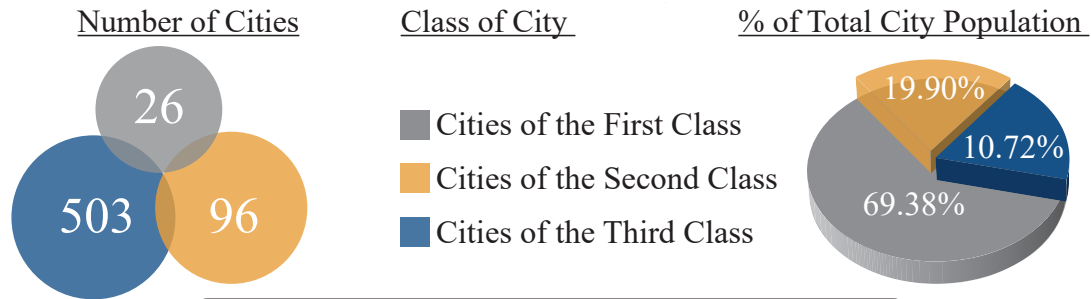 Number of Cities
Class of City
% of Total City Population
26
503
96
Cities of the First Class
Cities of the Second Class
Cities of the Third Class
19.90%
10.72%
69.38%